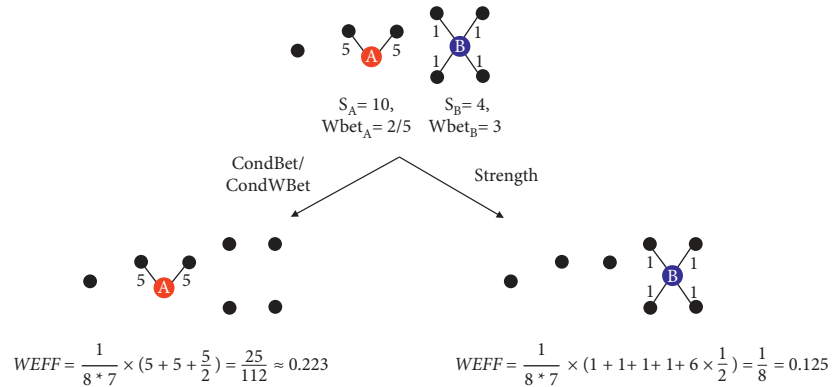 1 1
5 A 5 B
1 1
S_A= 10, S_B= 4,
Wbet_A= 2/5 Wbet_B= 3
CondBet/
CondWBet
Strength
5 A 5
1 1
B
1 1
WEFF = 1/(8 * 7) × (5 + 5 + 5/2) = 25/112 ≈ 0.223
WEFF = 1/(8 * 7) × (1 + 1 + 1 + 1 + 6 × 1/2) = 1/8 = 0.125